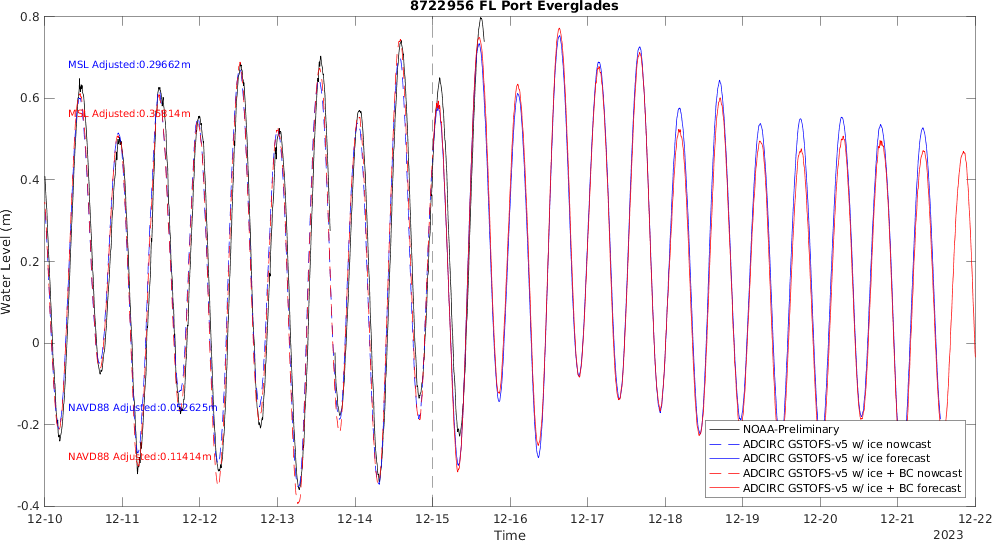 8722956 FL Port Everglades
0.8
0.6
0.4
0.2
0
-0.2
-0.4
Water Level (m)
MSL Adjusted:0.29662m
MSL Adjusted:0.35314m
NAVD88 Adjusted:0.052625m
NAVD88 Adjusted:0.11414m
NOAA-Preliminary
ADCIRC GSTOFS-v5 w/ ice nowcast
ADCIRC GSTOFS-v5 w/ ice forecast
ADCIRC GSTOFS-v5 w/ ice + BC nowcast
ADCIRC GSTOFS-v5 w/ ice + BC forecast
12-10 12-11 12-12 12-13 12-14 12-15 12-16 12-17 12-18 12-19 12-20 12-21 12-22
Time
2023